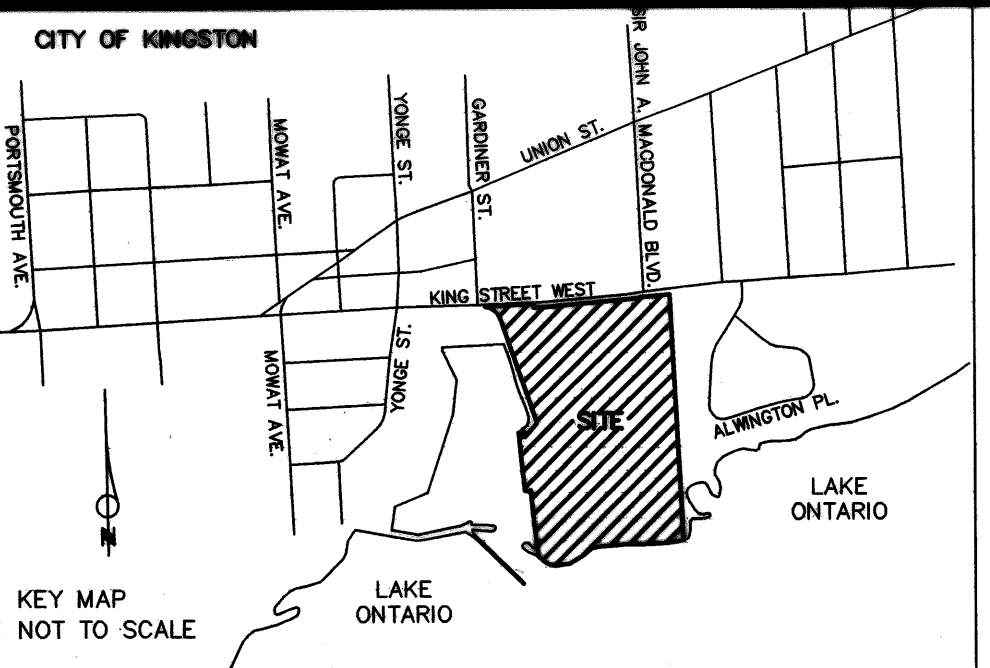 CITY OF KINGSTON
SIR JOHN A. MACDONALD BLVD.
PORTSMOUTH AVE.
MOWAT AVE.
YONGE ST.
GARDINER ST.
UNION ST.
KING STREET WEST
MOWAT AVE.
YONGE ST.
SITE
ALWINGTON PL.
LAKE
ONTARIO
N
LAKE
ONTARIO
KEY MAP
NOT TO SCALE